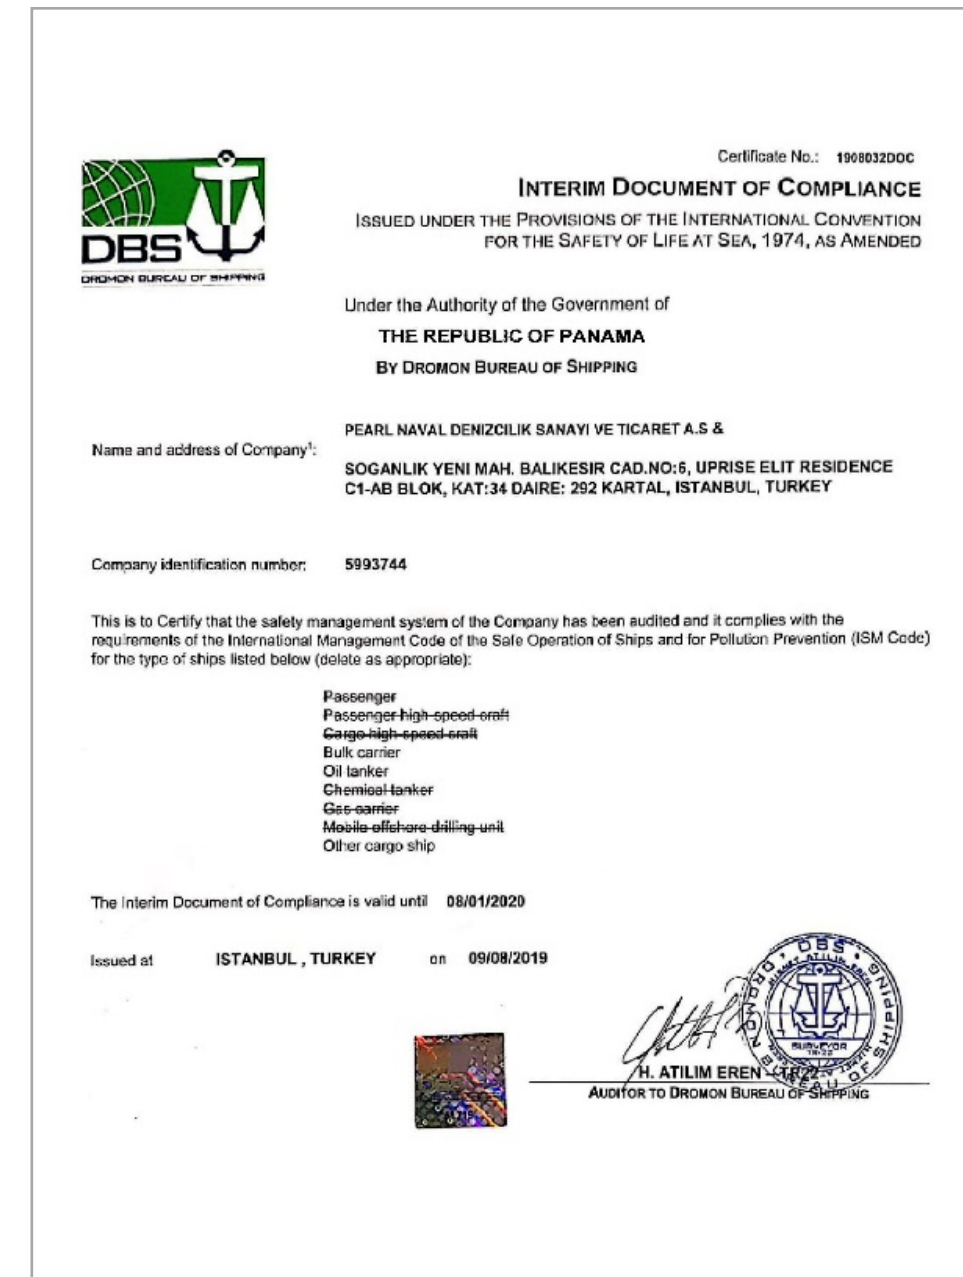 DBS
DROMON BUREAU OF SHIPPING
Certificate No.: 1908032DOC
INTERIM DOCUMENT OF COMPLIANCE
ISSUED UNDER THE PROVISIONS OF THE INTERNATIONAL CONVENTION
FOR THE SAFETY OF LIFE AT SEA, 1974, AS AMENDED
Under the Authority of the Government of
THE REPUBLIC OF PANAMA
BY DROMON BUREAU OF SHIPPING
Name and address of Company¹:
PEARL NAVAL DENIZCILIK SANAYI VE TICARET A.S &
SOGANLIK YENI MAH. BALIKESIR CAD.NO:6, UPRISE ELIT RESIDENCE
C1-AB BLOK, KAT:34 DAIRE: 292 KARTAL, ISTANBUL, TURKEY
Company identification number: 5993744
This is to Certify that the safety management system of the Company has been audited and it complies with the
requirements of the International Management Code of the Safe Operation of Ships and for Pollution Prevention (ISM Code)
for the type of ships listed below (delete as appropriate):
Passenger
Passenger high-speed craft
Cargo high-speed craft
Bulk carrier
Oil tanker
Chemical tanker
Gas carrier
Mobile offshore drilling unit
Other cargo ship
The Interim Document of Compliance is valid until 08/01/2020
Issued at ISTANBUL , TURKEY on 09/08/2019
DROMON BUREAU OF SHIPPING
DBS
SURVEYOR
TR-22
H. ATILIM EREN - TR22
AUDITOR TO DROMON BUREAU OF SHIPPING